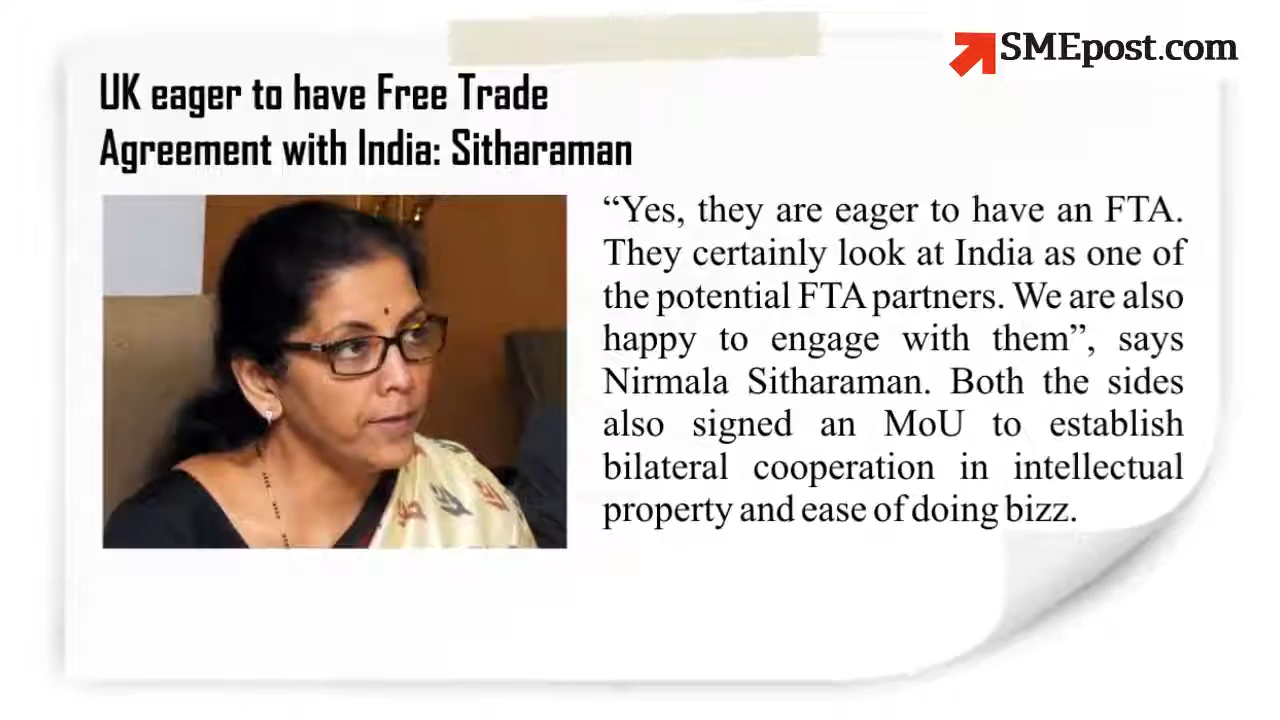 SMEpost.com
UK eager to have Free Trade
Agreement with India: Sitharaman
“Yes, they are eager to have an FTA.
They certainly look at India as one of
the potential FTA partners. We are also
happy to engage with them”, says
Nirmala Sitharaman. Both the sides
also signed an MoU to establish
bilateral cooperation in intellectual
property and ease of doing bizz.